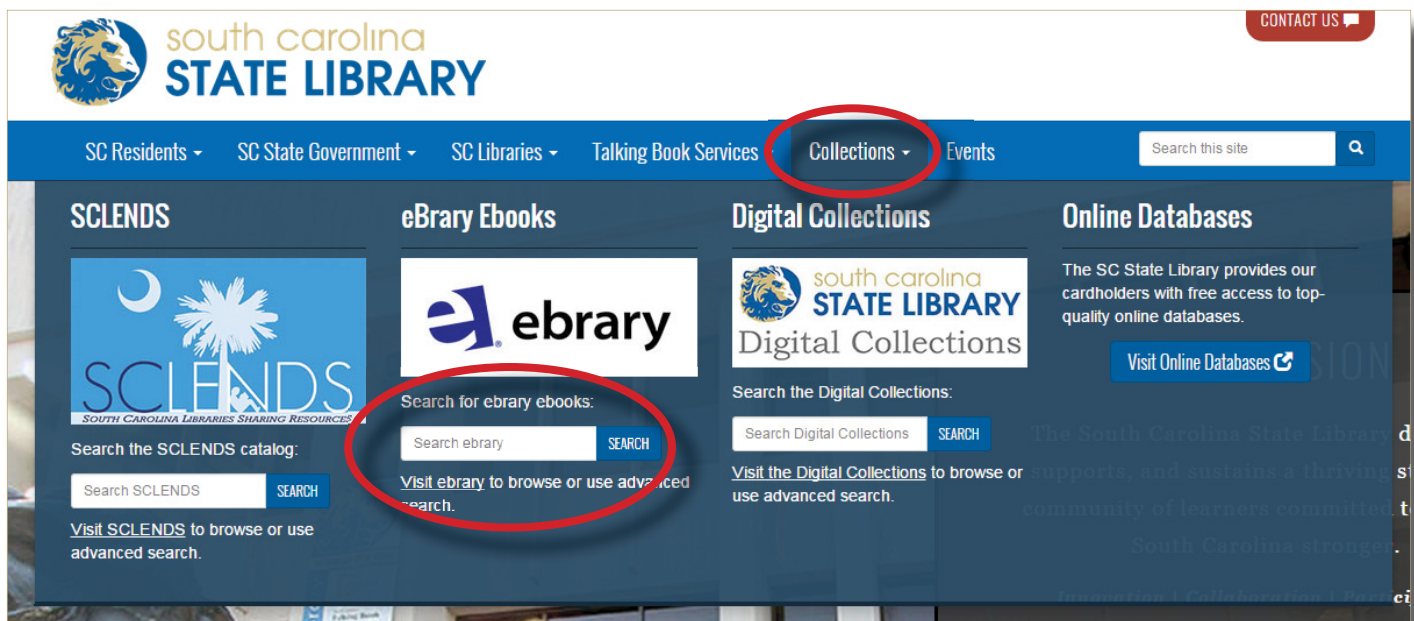 CONTACT US
south carolina
STATE LIBRARY
SC Residents
SC State Government
SC Libraries
Talking Book Services
Collections
Events
Search this site
SCLENDS
SCLENDS
SOUTH CAROLINA LIBRARIES SHARING RESOURCES
Search the SCLENDS catalog:
Search SCLENDS
SEARCH
Visit SCLENDS to browse or use
advanced search.
eBrary Ebooks
ebrary
Search for ebrary ebooks:
Search ebrary
SEARCH
Visit ebrary to browse or use advanced
search.
Digital Collections
south carolina
STATE LIBRARY
Digital Collections
Search the Digital Collections:
Search Digital Collections
SEARCH
Visit the Digital Collections to browse or
use advanced search.
Online Databases
The SC State Library provides our
cardholders with free access to top-
quality online databases.
Visit Online Databases
The South Carolina State Library
supports, and sustains a thriving
community of learners committed
South Carolina stronger.
Innovation | Collaboration |
Talking Book